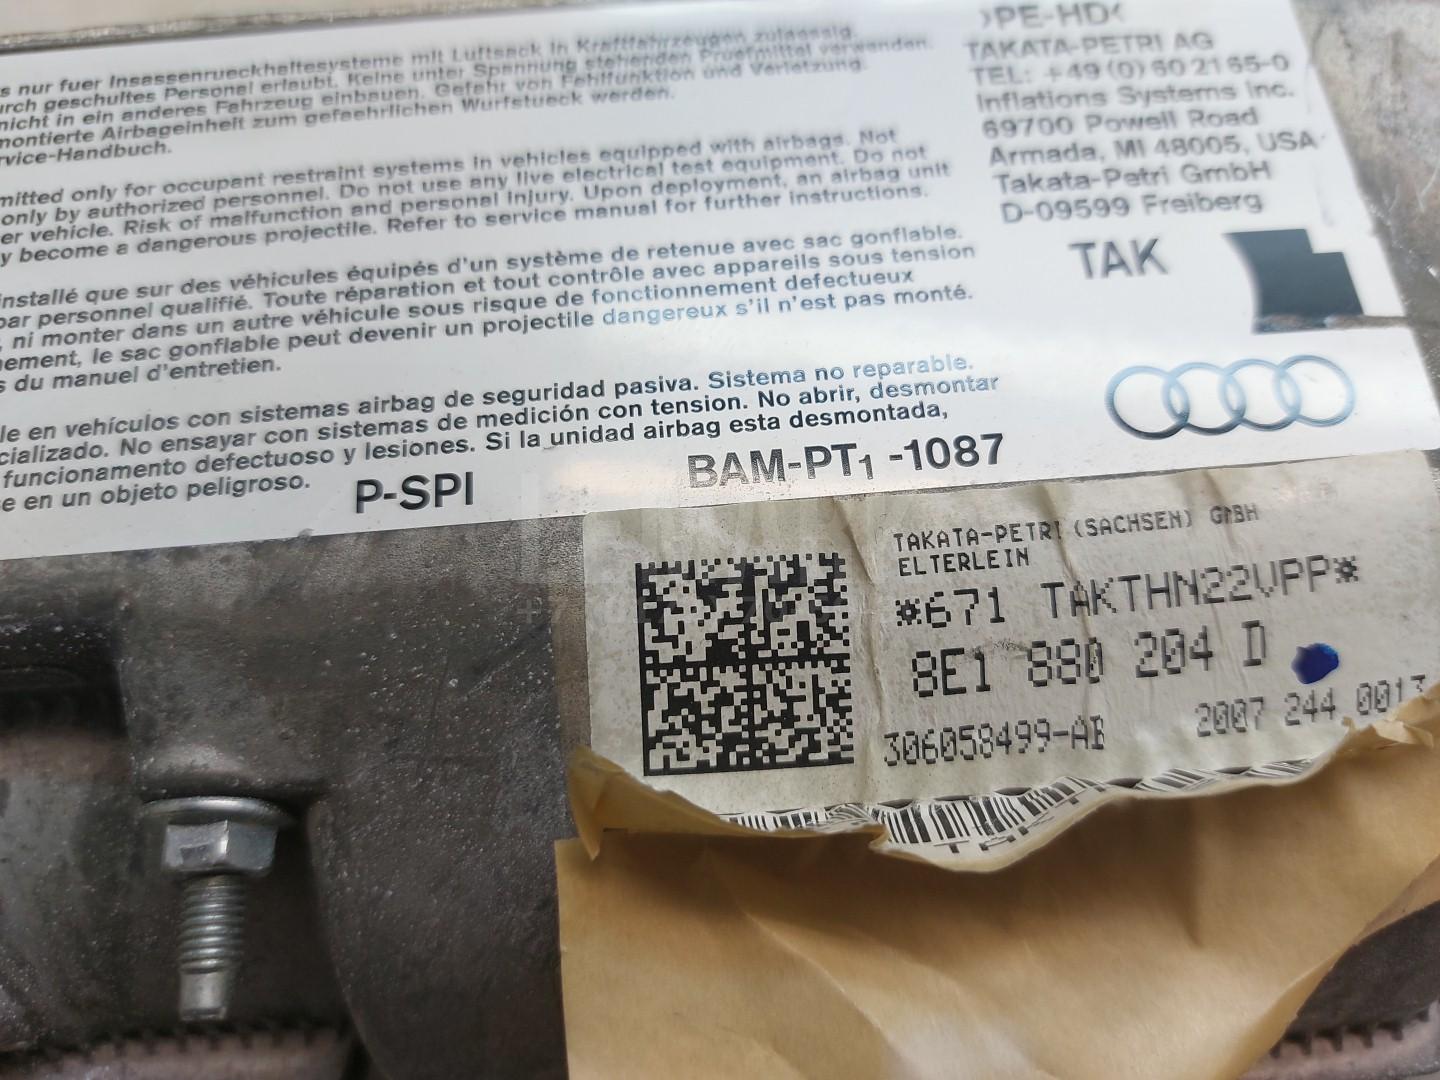 s nur fuer Insassenrueckhaltesysteme mit Luftsack in Kraftfahrzeugen zulaessig.
urch geschultes Personal erlaubt. Keine unter Spannung stehenden Pruefmittel verwenden.
nicht in ein anderes Fahrzeug einbauen. Gefahr von Fehlfunktion und Verletzung.
montierte Airbageinheit zum gefaehrlichen Wurfstueck werden.
rvice-Handbuch.
mitted only for occupant restraint systems in vehicles equipped with airbags. Not
only by authorized personnel. Do not use any live electrical test equipment. Do not
er vehicle. Risk of malfunction and personal injury. Upon deployment, an airbag unit
y become a dangerous projectile. Refer to service manual for further instructions.
installé que sur des véhicules équipés d'un système de retenue avec sac gonflable.
par personnel qualifié. Toute réparation et tout contrôle avec appareils sous tension
, ni monter dans un autre véhicule sous risque de fonctionnement defectueux
nement, le sac gonflable peut devenir un projectile dangereux s'il n'est pas monté.
s du manuel d'entretien.
le en vehículos con sistemas airbag de seguridad pasiva. Sistema no reparable.
cializado. No ensayar con sistemas de medición con tension. No abrir, desmontar
funcionamento defectuoso y lesiones. Si la unidad airbag esta desmontada,
e en un objeto peligroso.
P-SPI
BAM-PT1 -1087
>PE-HD<
TAKATA-PETRI AG
TEL: +49 (0) 60 21 65-0
Inflations Systems Inc.
69700 Powell Road
Armada, MI 48005, USA
Takata-Petri GmbH
D-09599 Freiberg
TAK
TAKATA-PETRI (SACHSEN) GMBH
ELTERLEIN
*671 TAKTHN22VPP*
8E1 880 204 D
306058499-AB
2007 244 0013